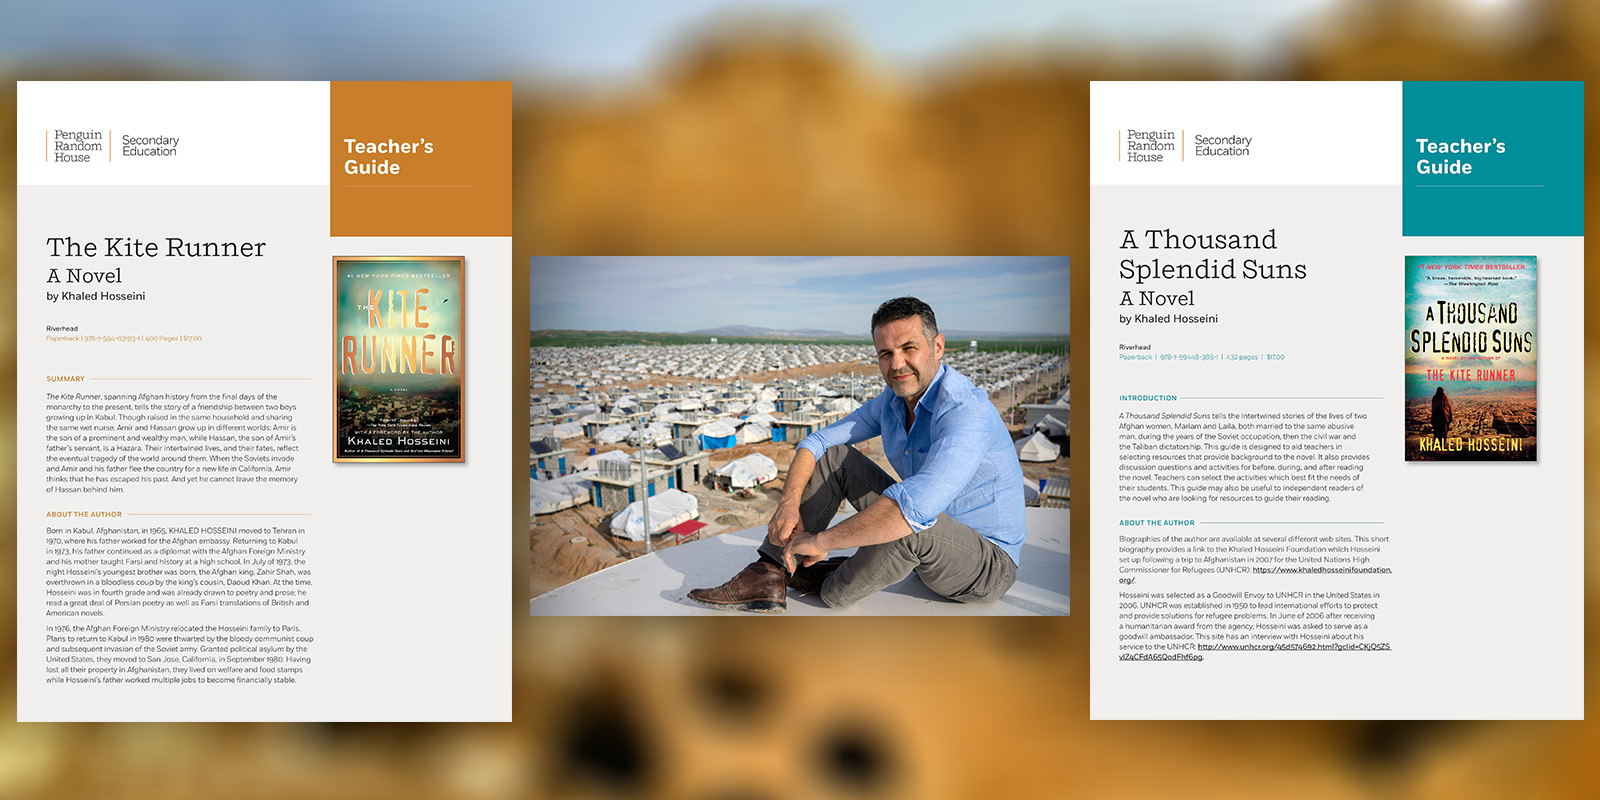 Penguin
Random
House
Secondary
Education
Teacher's
Guide
The Kite Runner
A Novel
by Khaled Hosseini
Riverhead
Paperback | 978-1-594-63193-1 | 400 Pages | $17.00
SUMMARY
The Kite Runner, spanning Afghan history from the final days of the
monarchy to the present, tells the story of a friendship between two boys
growing up in Kabul. Though raised in the same household and sharing
the same wet nurse, Amir and Hassan grow up in different worlds: Amir is
the son of a prominent and wealthy man, while Hassan, the son of Amir's
father's servant, is a Hazara. Their intertwined lives, and their fates, reflect
the eventual tragedy of the world around them. When the Soviets invade
and Amir and his father flee the country for a new life in California, Amir
thinks that he has escaped his past. And yet he cannot leave the memory
of Hassan behind him.
ABOUT THE AUTHOR
Born in Kabul, Afghanistan, in 1965, KHALED HOSSEINI moved to Tehran in
1970, where his father worked for the Afghan embassy. Returning to Kabul
in 1973, his father continued as a diplomat with the Afghan Foreign Ministry
and his mother taught Farsi and history at a high school. In July of 1973, the
night Hosseini's youngest brother was born, the Afghan king, Zahir Shah, was
overthrown in a bloodless coup by the king's cousin, Daoud Khan. At the time,
Hosseini was in fourth grade and was already drawn to poetry and prose; he
read a great deal of Persian poetry as well as Farsi translations of British and
American novels.
In 1976, the Afghan Foreign Ministry relocated the Hosseini family to Paris.
Plans to return to Kabul in 1980 were thwarted by the bloody communist coup
and subsequent invasion of the Soviet army. Granted political asylum by the
United States, they moved to San Jose, California, in September 1980. Having
lost all their property in Afghanistan, they lived on welfare and food stamps
while Hosseini's father worked multiple jobs to become financially stable.
#1 NEW YORK TIMES BESTSELLER
THE
KITE
RUNNER
A NOVEL
WITH A FOREWORD BY THE AUTHOR
KHALED HOSSEINI
Author of A Thousand Splendid Suns and And the Mountains Echoed
Penguin
Random
House
Secondary
Education
Teacher's
Guide
A Thousand
Splendid Suns
A Novel
by Khaled Hosseini
Riverhead
Paperback | 978-1-59448-385-1 | 432 pages | $17.00
INTRODUCTION
A Thousand Splendid Suns tells the intertwined stories of the lives of two
Afghan women, Mariam and Laila, both married to the same abusive
man, during the years of the Soviet occupation, then the civil war and
the Taliban dictatorship. This guide is designed to aid teachers in
selecting resources that provide background to the novel. It also provides
discussion questions and activities for before, during, and after reading
the novel. Teachers can select the activities which best fit the needs of
their students. This guide may also be useful to independent readers of
the novel who are looking for resources to guide their reading.
ABOUT THE AUTHOR
Biographies of the author are available at several different web sites. This short
biography provides a link to the Khaled Hosseini Foundation which Hosseini
set up following a trip to Afghanistan in 2007 for the United Nations High
Commissioner for Refugees (UNHCR): https://www.khaledhosseinifoundation.
org/.
Hosseini was selected as a Goodwill Envoy to UNHCR in the United States in
2006. UNHCR was established in 1950 to lead international efforts to protect
and provide solutions for refugee problems. In June of 2006 after receiving
a humanitarian award from the agency, Hosseini was asked to serve as a
goodwill ambassador. This site has an interview with Hosseini about his
service to the UNHCR: http://www.unhcr.org/45d574692.html?gclid=CKjQ5ZS
vlZ4CFdA65QodFhf6pg.
#1 NEW YORK TIMES BESTSELLER
"A brave, honorable, big-hearted book."
—The Washington Post
A THOUSAND
SPLENDID SUNS
A NOVEL BY THE AUTHOR OF
THE KITE RUNNER
KHALED HOSSEINI